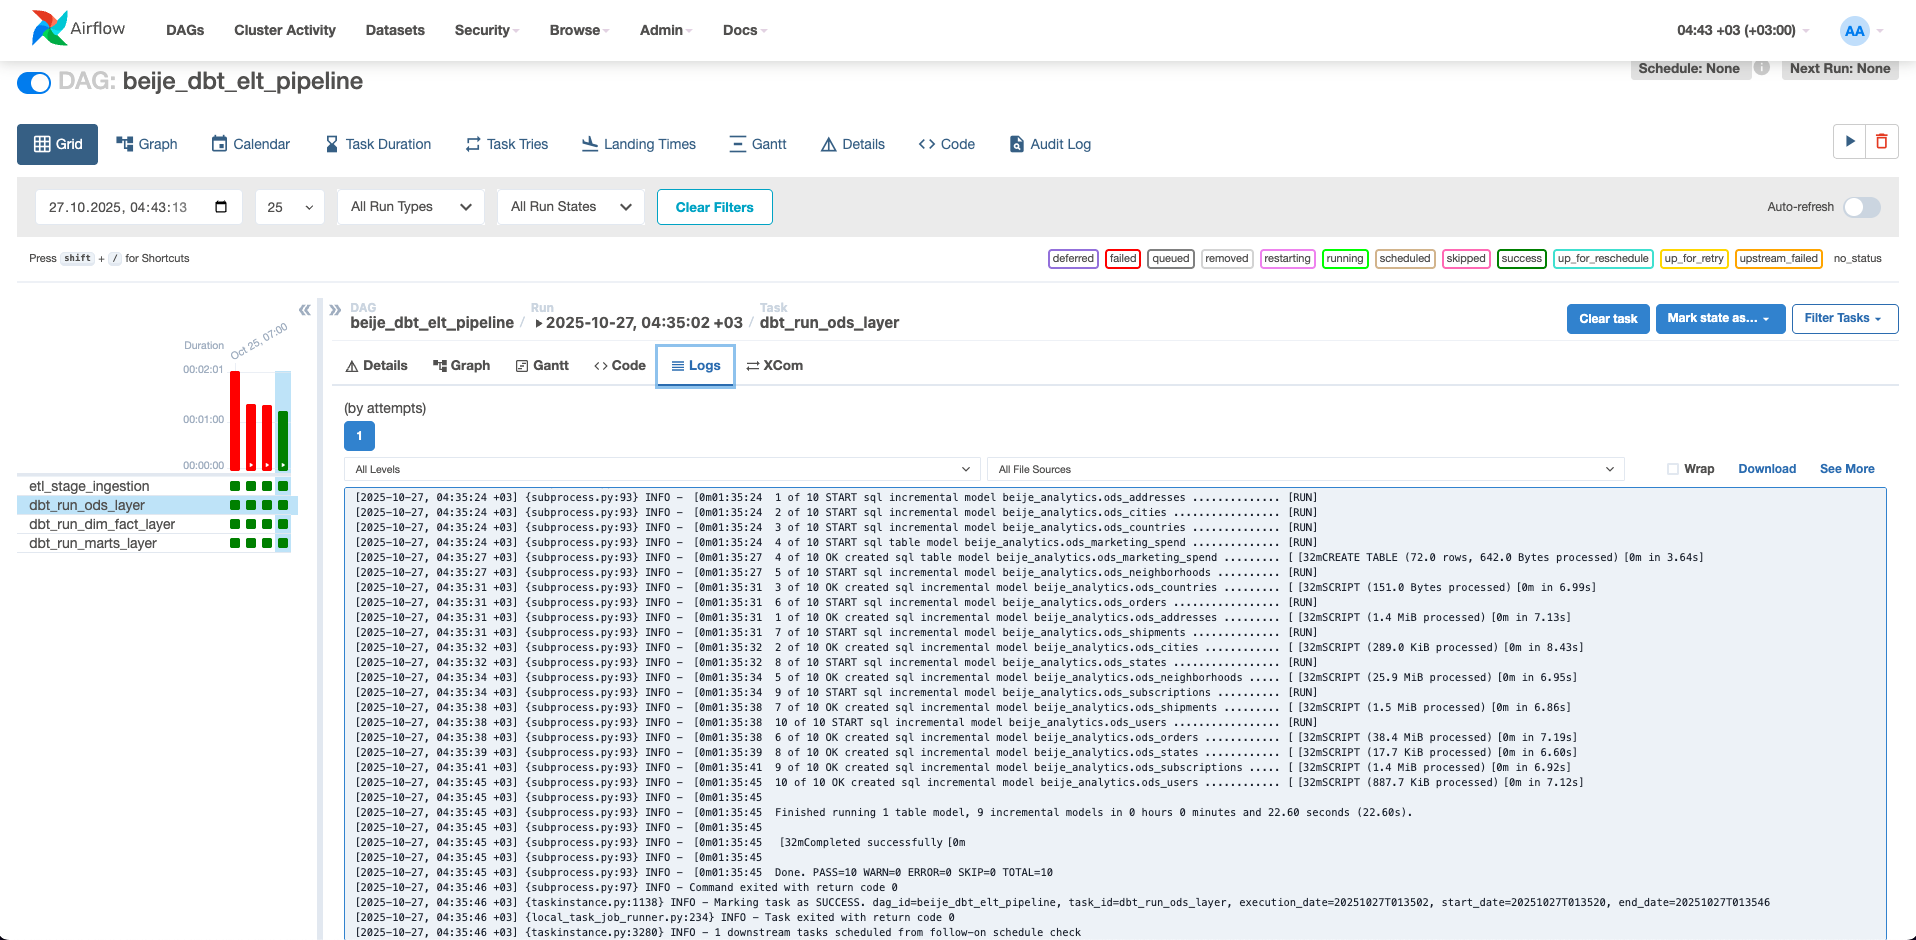 Airflow DAGs Cluster Activity Datasets Security Browse Admin Docs 04:43 +03 (+03:00) AA
DAG: beije_dbt_elt_pipeline Schedule: None i Next Run: None
Grid Graph Calendar Task Duration Task Tries Landing Times Gantt Details Code Audit Log
27.10.2025, 04:43:13 25 All Run Types All Run States Clear Filters Auto-refresh
Press shift + / for Shortcuts deferred failed queued removed restarting running scheduled skipped success up_for_reschedule up_for_retry upstream_failed no_status
DAG Run Task
beije_dbt_elt_pipeline / 2025-10-27, 04:35:02 +03 / dbt_run_ods_layer Clear task Mark state as... Filter Tasks
Duration Oct 25, 07:00
00:02:01
00:01:00
00:00:00
etl_stage_ingestion
dbt_run_ods_layer
dbt_run_dim_fact_layer
dbt_run_marts_layer
Details Graph Gantt Code Logs XCom
(by attempts)
1
All Levels All File Sources Wrap Download See More
[2025-10-27, 04:35:24 +03] {subprocess.py:93} INFO - [0m01:35:24 1 of 10 START sql incremental model beije_analytics.ods_addresses .............. [RUN]
[2025-10-27, 04:35:24 +03] {subprocess.py:93} INFO - [0m01:35:24 2 of 10 START sql incremental model beije_analytics.ods_cities ................. [RUN]
[2025-10-27, 04:35:24 +03] {subprocess.py:93} INFO - [0m01:35:24 3 of 10 START sql incremental model beije_analytics.ods_countries .............. [RUN]
[2025-10-27, 04:35:24 +03] {subprocess.py:93} INFO - [0m01:35:24 4 of 10 START sql table model beije_analytics.ods_marketing_spend .............. [RUN]
[2025-10-27, 04:35:27 +03] {subprocess.py:93} INFO - [0m01:35:27 4 of 10 OK created sql table model beije_analytics.ods_marketing_spend ......... [ [32mCREATE TABLE (72.0 rows, 642.0 Bytes processed) [0m in 3.64s]
[2025-10-27, 04:35:27 +03] {subprocess.py:93} INFO - [0m01:35:27 5 of 10 START sql incremental model beije_analytics.ods_neighborhoods .......... [RUN]
[2025-10-27, 04:35:31 +03] {subprocess.py:93} INFO - [0m01:35:31 3 of 10 OK created sql incremental model beije_analytics.ods_countries ......... [ [32mSCRIPT (151.0 Bytes processed) [0m in 6.99s]
[2025-10-27, 04:35:31 +03] {subprocess.py:93} INFO - [0m01:35:31 6 of 10 START sql incremental model beije_analytics.ods_orders ................. [RUN]
[2025-10-27, 04:35:31 +03] {subprocess.py:93} INFO - [0m01:35:31 1 of 10 OK created sql incremental model beije_analytics.ods_addresses ......... [ [32mSCRIPT (1.4 MiB processed) [0m in 7.13s]
[2025-10-27, 04:35:31 +03] {subprocess.py:93} INFO - [0m01:35:31 7 of 10 START sql incremental model beije_analytics.ods_shipments .............. [RUN]
[2025-10-27, 04:35:32 +03] {subprocess.py:93} INFO - [0m01:35:32 2 of 10 OK created sql incremental model beije_analytics.ods_cities ............ [ [32mSCRIPT (289.0 KiB processed) [0m in 8.43s]
[2025-10-27, 04:35:32 +03] {subprocess.py:93} INFO - [0m01:35:32 8 of 10 START sql incremental model beije_analytics.ods_states ................. [RUN]
[2025-10-27, 04:35:34 +03] {subprocess.py:93} INFO - [0m01:35:34 5 of 10 OK created sql incremental model beije_analytics.ods_neighborhoods ..... [ [32mSCRIPT (25.9 MiB processed) [0m in 6.95s]
[2025-10-27, 04:35:34 +03] {subprocess.py:93} INFO - [0m01:35:34 9 of 10 START sql incremental model beije_analytics.ods_subscriptions .......... [RUN]
[2025-10-27, 04:35:38 +03] {subprocess.py:93} INFO - [0m01:35:38 7 of 10 OK created sql incremental model beije_analytics.ods_shipments ......... [ [32mSCRIPT (1.5 MiB processed) [0m in 6.86s]
[2025-10-27, 04:35:38 +03] {subprocess.py:93} INFO - [0m01:35:38 10 of 10 START sql incremental model beije_analytics.ods_users ................. [RUN]
[2025-10-27, 04:35:38 +03] {subprocess.py:93} INFO - [0m01:35:38 6 of 10 OK created sql incremental model beije_analytics.ods_orders ............ [ [32mSCRIPT (38.4 MiB processed) [0m in 7.19s]
[2025-10-27, 04:35:39 +03] {subprocess.py:93} INFO - [0m01:35:39 8 of 10 OK created sql incremental model beije_analytics.ods_states ............ [ [32mSCRIPT (17.7 KiB processed) [0m in 6.60s]
[2025-10-27, 04:35:41 +03] {subprocess.py:93} INFO - [0m01:35:41 9 of 10 OK created sql incremental model beije_analytics.ods_subscriptions ..... [ [32mSCRIPT (1.4 MiB processed) [0m in 6.92s]
[2025-10-27, 04:35:45 +03] {subprocess.py:93} INFO - [0m01:35:45 10 of 10 OK created sql incremental model beije_analytics.ods_users ............ [ [32mSCRIPT (887.7 KiB processed) [0m in 7.12s]
[2025-10-27, 04:35:45 +03] {subprocess.py:93} INFO - [0m01:35:45
[2025-10-27, 04:35:45 +03] {subprocess.py:93} INFO - [0m01:35:45 Finished running 1 table model, 9 incremental models in 0 hours 0 minutes and 22.60 seconds (22.60s).
[2025-10-27, 04:35:45 +03] {subprocess.py:93} INFO - [0m01:35:45
[2025-10-27, 04:35:45 +03] {subprocess.py:93} INFO - [0m01:35:45 [32mCompleted successfully [0m
[2025-10-27, 04:35:45 +03] {subprocess.py:93} INFO - [0m01:35:45
[2025-10-27, 04:35:45 +03] {subprocess.py:93} INFO - [0m01:35:45 Done. PASS=10 WARN=0 ERROR=0 SKIP=0 TOTAL=10
[2025-10-27, 04:35:46 +03] {subprocess.py:97} INFO - Command exited with return code 0
[2025-10-27, 04:35:46 +03] {taskinstance.py:1138} INFO - Marking task as SUCCESS. dag_id=beije_dbt_elt_pipeline, task_id=dbt_run_ods_layer, execution_date=20251027T013502, start_date=20251027T013520, end_date=20251027T013546
[2025-10-27, 04:35:46 +03] {local_task_job_runner.py:234} INFO - Task exited with return code 0
[2025-10-27, 04:35:46 +03] {taskinstance.py:3280} INFO - 1 downstream tasks scheduled from follow-on schedule check